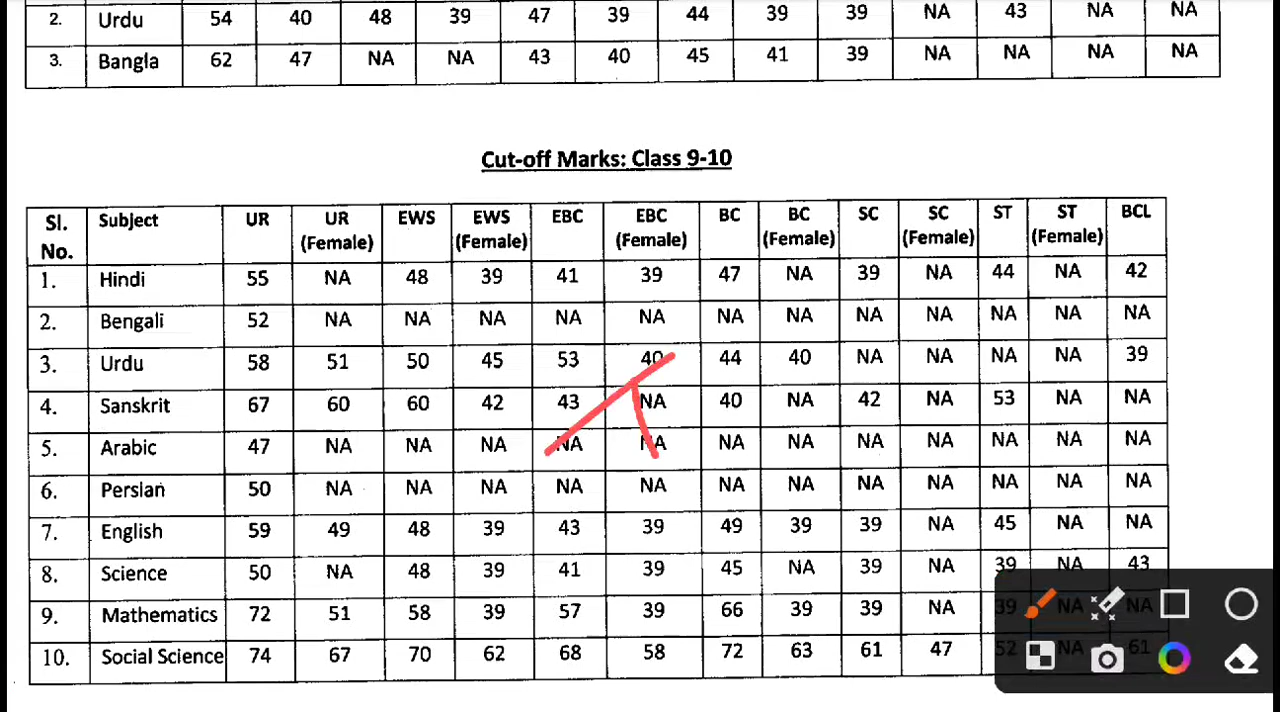 2. Urdu 54 40 48 39 47 39 44 39 39 NA 43 NA NA
3. Bangla 62 47 NA NA 43 40 45 41 39 NA NA NA NA
Cut-off Marks: Class 9-10
Sl. No. Subject UR UR (Female) EWS EWS (Female) EBC EBC (Female) BC BC (Female) SC SC (Female) ST ST (Female) BCL
1. Hindi 55 NA 48 39 41 39 47 NA 39 NA 44 NA 42
2. Bengali 52 NA NA NA NA NA NA NA NA NA NA NA NA
3. Urdu 58 51 50 45 53 40 44 40 NA NA NA NA 39
4. Sanskrit 67 60 60 42 43 NA 40 NA 42 NA 53 NA NA
5. Arabic 47 NA NA NA NA NA NA NA NA NA NA NA NA
6. Persian 50 NA NA NA NA NA NA NA NA NA NA NA NA
7. English 59 49 48 39 43 39 49 39 39 NA 45 NA NA
8. Science 50 NA 48 39 41 39 45 NA 39 NA 39 NA 43
9. Mathematics 72 51 58 39 57 39 66 39 39 NA 39 NA NA
10. Social Science 74 67 70 62 68 58 72 63 61 47 52 NA 61